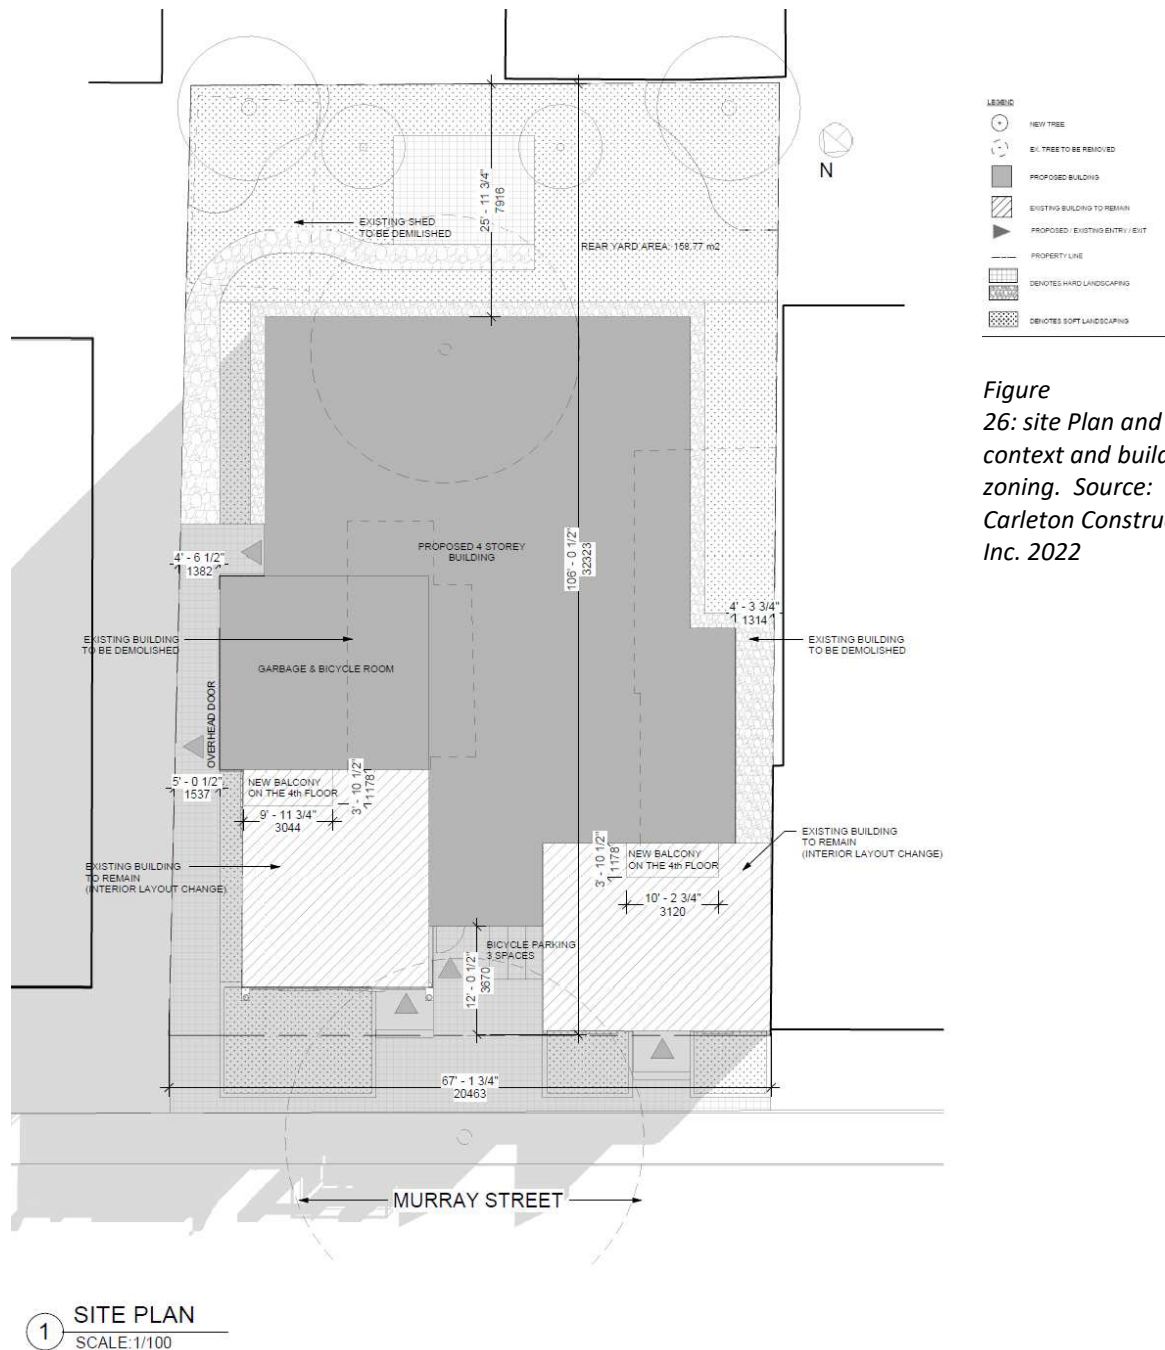 25' - 11 3/4"
7916
N
EXISTING SHED
TO BE DEMILISHED
REAR YARD AREA: 158,77 m2
106' - 0 1/2"
32323
PROPOSED 4 STOREY
BUILDING
4' - 6 1/2"
1382
4' - 3 3/4"
1314
EXISTING BUILDING
TO BE DEMOLISHED
EXISTING BUILDING
TO BE DEMOLISHED
GARBAGE & BICYCLE ROOM
OVERHEAD DOOR
5' - 0 1/2"
1537
NEW BALCONY
ON THE 4th FLOOR
3' - 10 1/2"
1178
9' - 11 3/4"
3044
EXISTING BUILDING
TO REMAIN
(INTERIOR LAYOUT CHANGE)
EXISTING BUILDING
TO REMAIN
(INTERIOR LAYOUT CHANGE)
3' - 10 1/2"
1178
NEW BALCONY
ON THE 4th FLOOR
10' - 2 3/4"
3120
BICYCLE PARKING
3 SPACES
12' - 0 1/2"
3670
67' - 1 3/4"
20463
MURRAY STREET
1
SITE PLAN
SCALE:1/100
LEGEND
NEW TREE
EX. TREE TO BE REMOVED
PROPOSED BUILDING
EXISTING BUILDING TO REMAIN
PROPOSED / EXISTING ENTRY / EXIT
PROPERTY LINE
DENOTES HARD LANDSCAPING
DENOTES SOFT LANDSCAPING
Figure
26: site Plan and
context and build
zoning. Source:
Carleton Construc
Inc. 2022